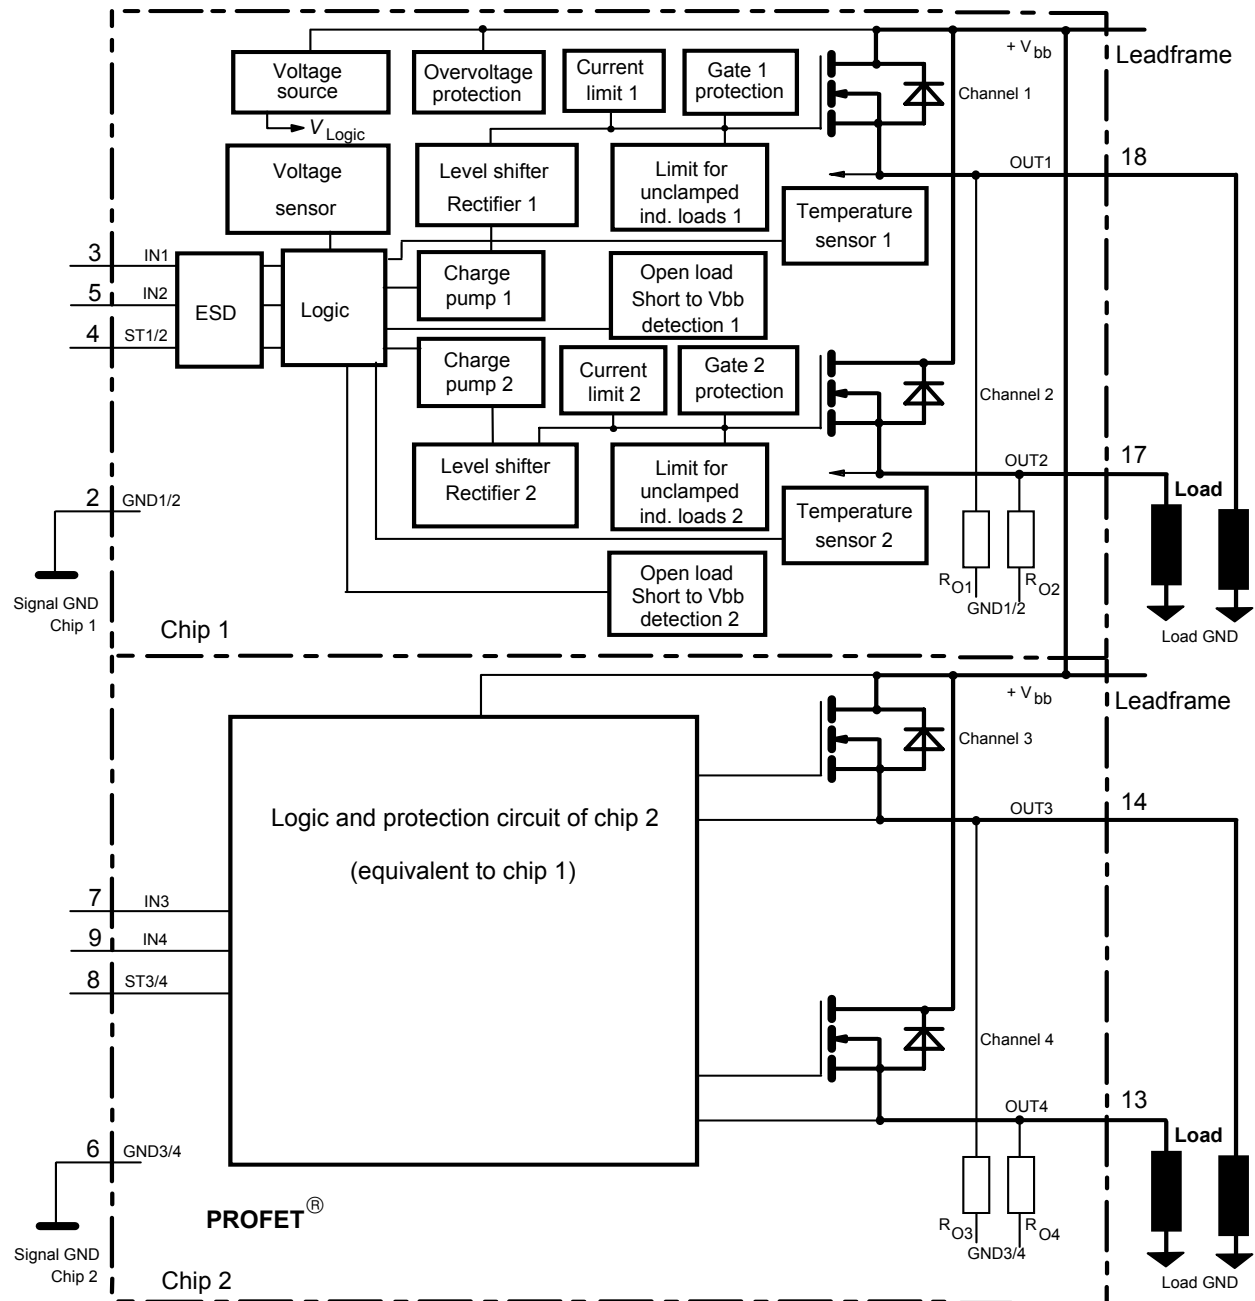 + Vbb
Leadframe
Voltage
source
Overvoltage
protection
Current
limit 1
Gate 1
protection
Channel 1
VLogic
Voltage
sensor
Level shifter
Rectifier 1
Limit for
unclamped
ind. loads 1
OUT1
18
Temperature
sensor 1
3
IN1
5
IN2
4
ST1/2
ESD
Logic
Charge
pump 1
Open load
Short to Vbb
detection 1
Charge
pump 2
Current
limit 2
Gate 2
protection
Channel 2
Level shifter
Rectifier 2
Limit for
unclamped
ind. loads 2
OUT2
17
Load
2
GND1/2
Temperature
sensor 2
Open load
Short to Vbb
detection 2
RO1
RO2
GND1/2
Signal GND
Chip 1
Chip 1
Load GND
+ Vbb
Leadframe
Channel 3
Logic and protection circuit of chip 2
(equivalent to chip 1)
OUT3
14
7
IN3
9
IN4
8
ST3/4
Channel 4
OUT4
13
Load
6
GND3/4
RO3
RO4
GND3/4
PROFET®
Signal GND
Chip 2
Chip 2
Load GND